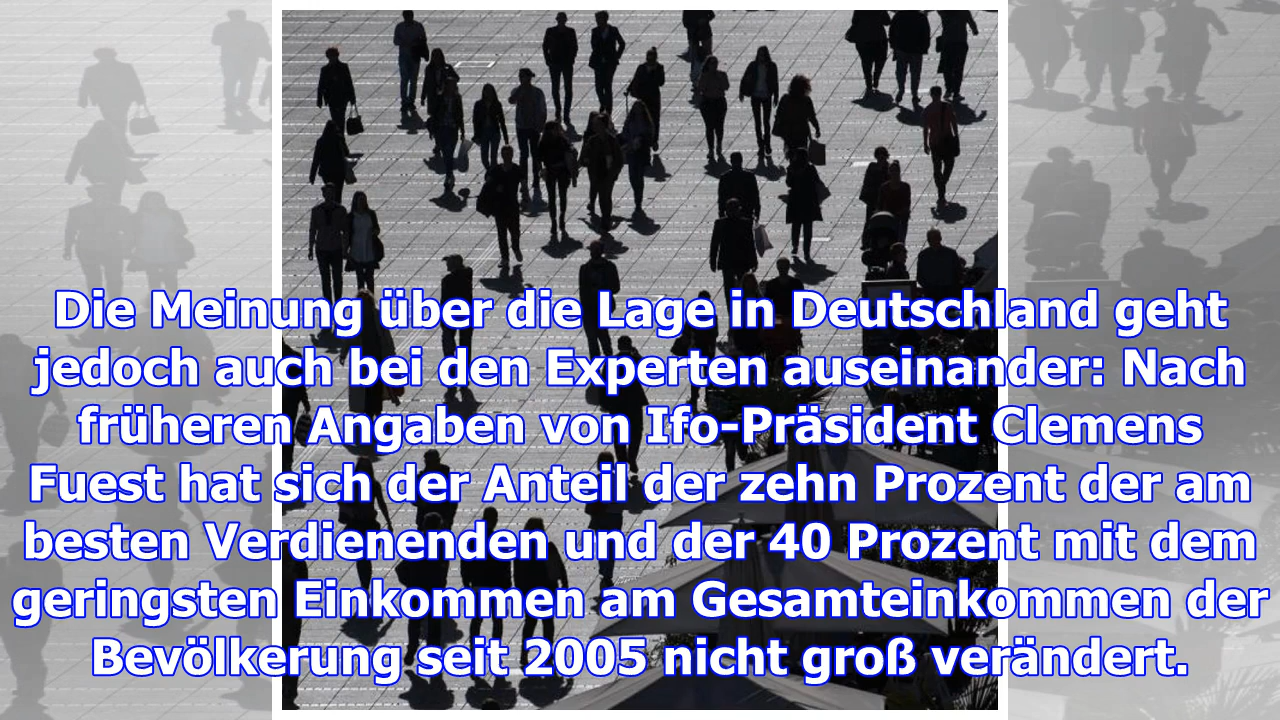 Die Meinung über die Lage in Deutschland geht
jedoch auch bei den Experten auseinander: Nach
früheren Angaben von Ifo-Präsident Clemens
Fuest hat sich der Anteil der zehn Prozent der am
besten Verdienenden und der 40 Prozent mit dem
geringsten Einkommen am Gesamteinkommen der
Bevölkerung seit 2005 nicht groß verändert.